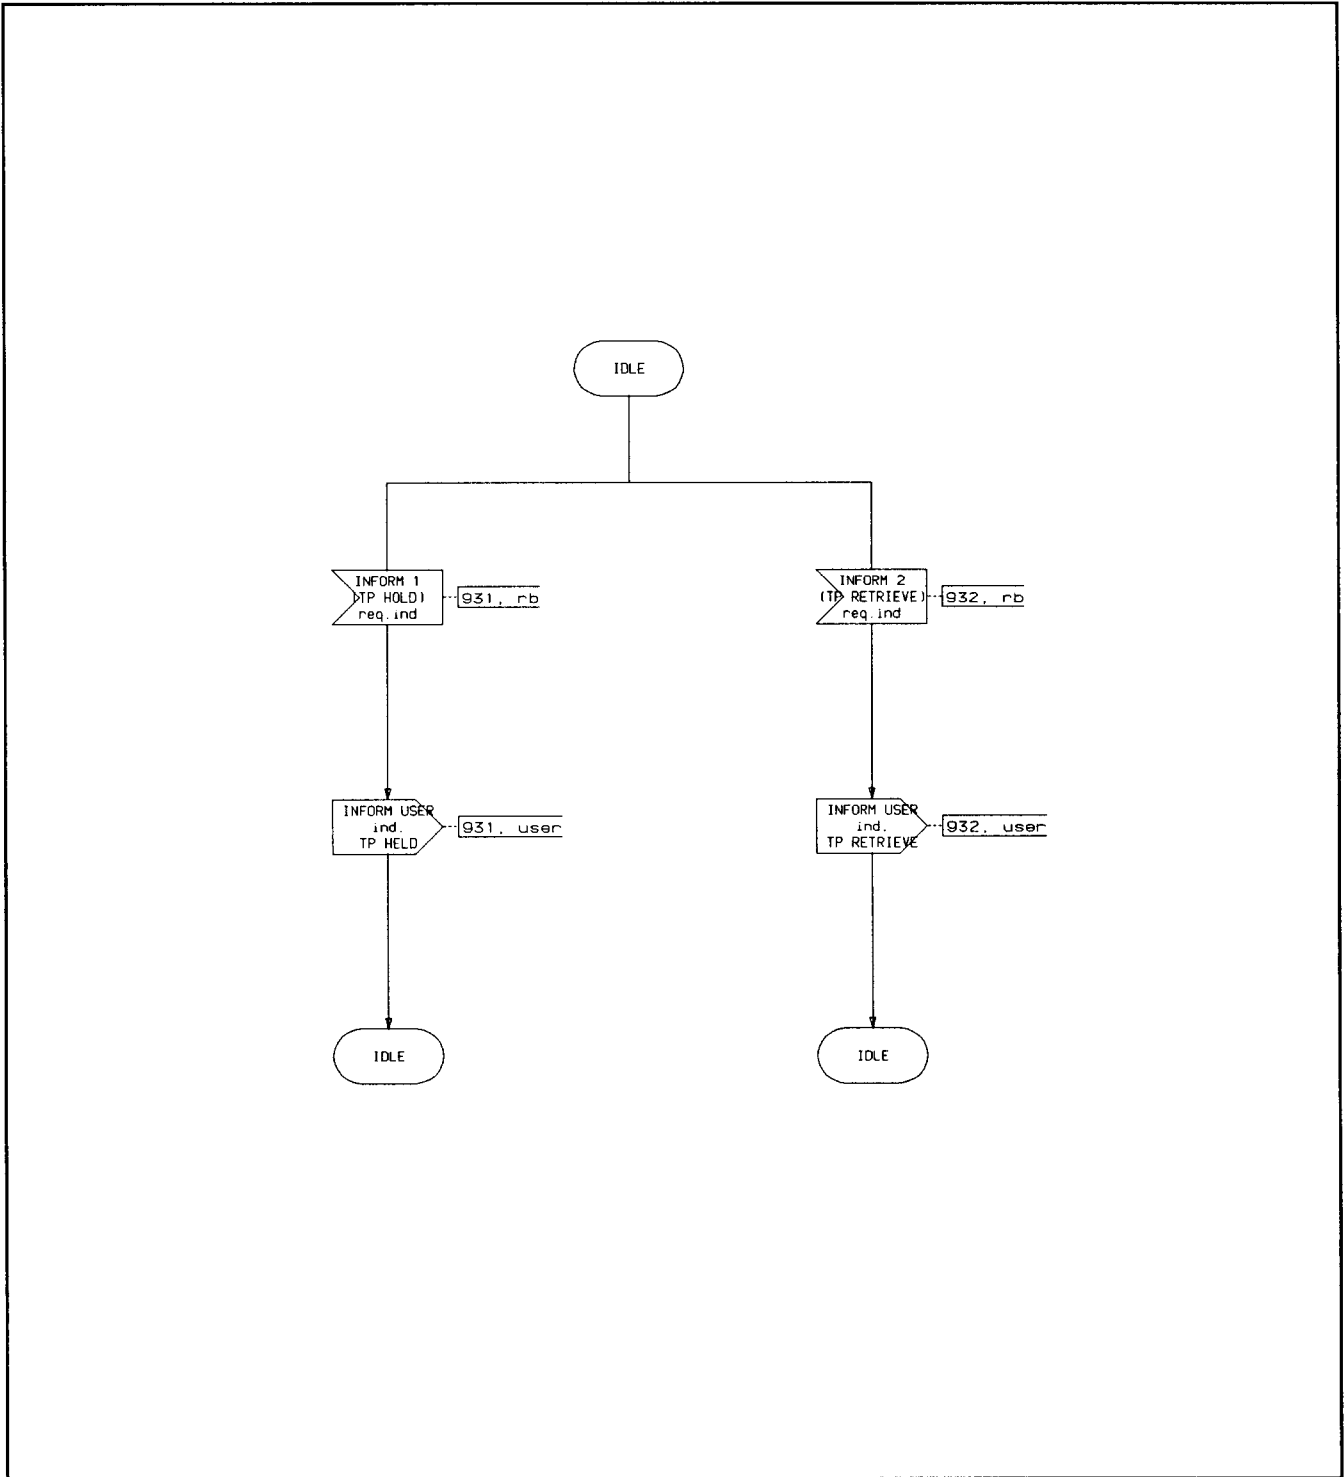 IDLE
INFORM 1
(TP HOLD)
req.ind
931, rb
INFORM 2
(TP RETRIEVE)
req.ind
932, rb
INFORM USER
ind.
TP HELD
931, user
INFORM USER
ind.
TP RETRIEVE
932, user
IDLE
IDLE